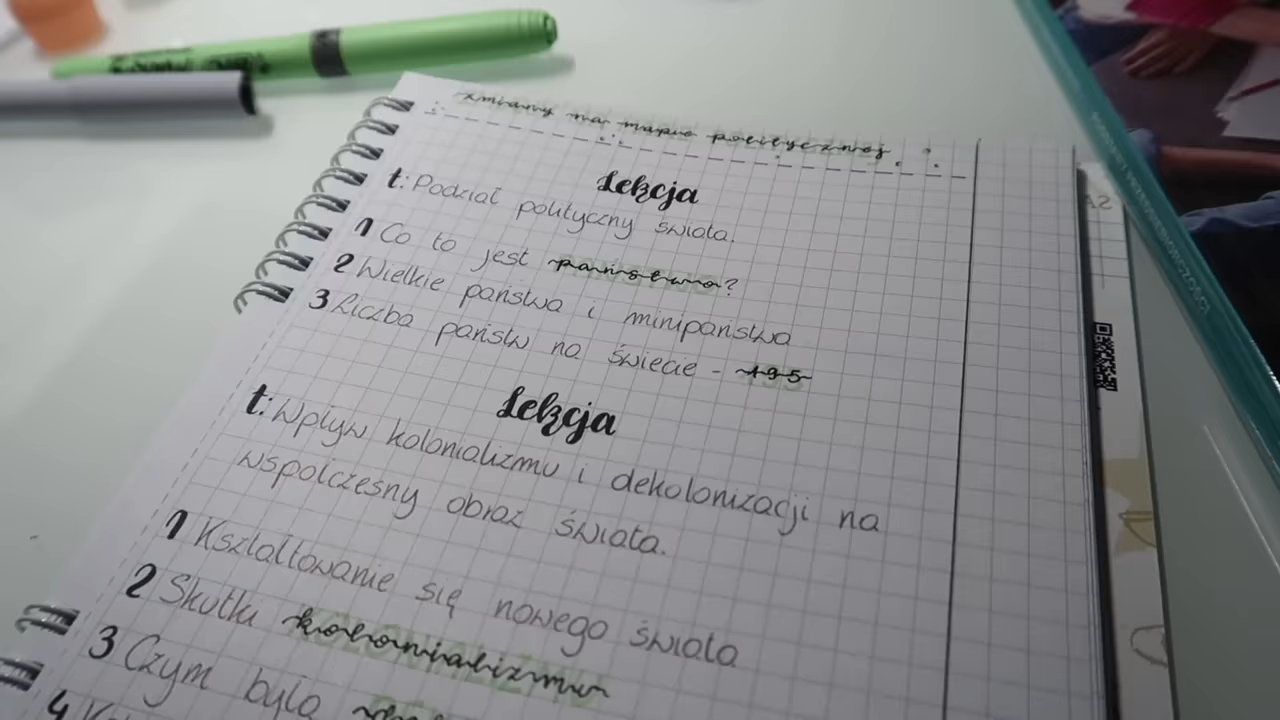 zmiany na mapie politycznej
Lekcja
t: Podział polityczny świata.
1 Co to jest państwo?
2 Wielkie państwa i minipaństwa
3 Liczba państw na świecie - 195
Lekcja
t: Wpływ kolonializmu i dekolonizacji na
współczesny obraz świata.
1 Kształtowanie się nowego świata
2 Skutki kolonializmu
3 Czym była
4